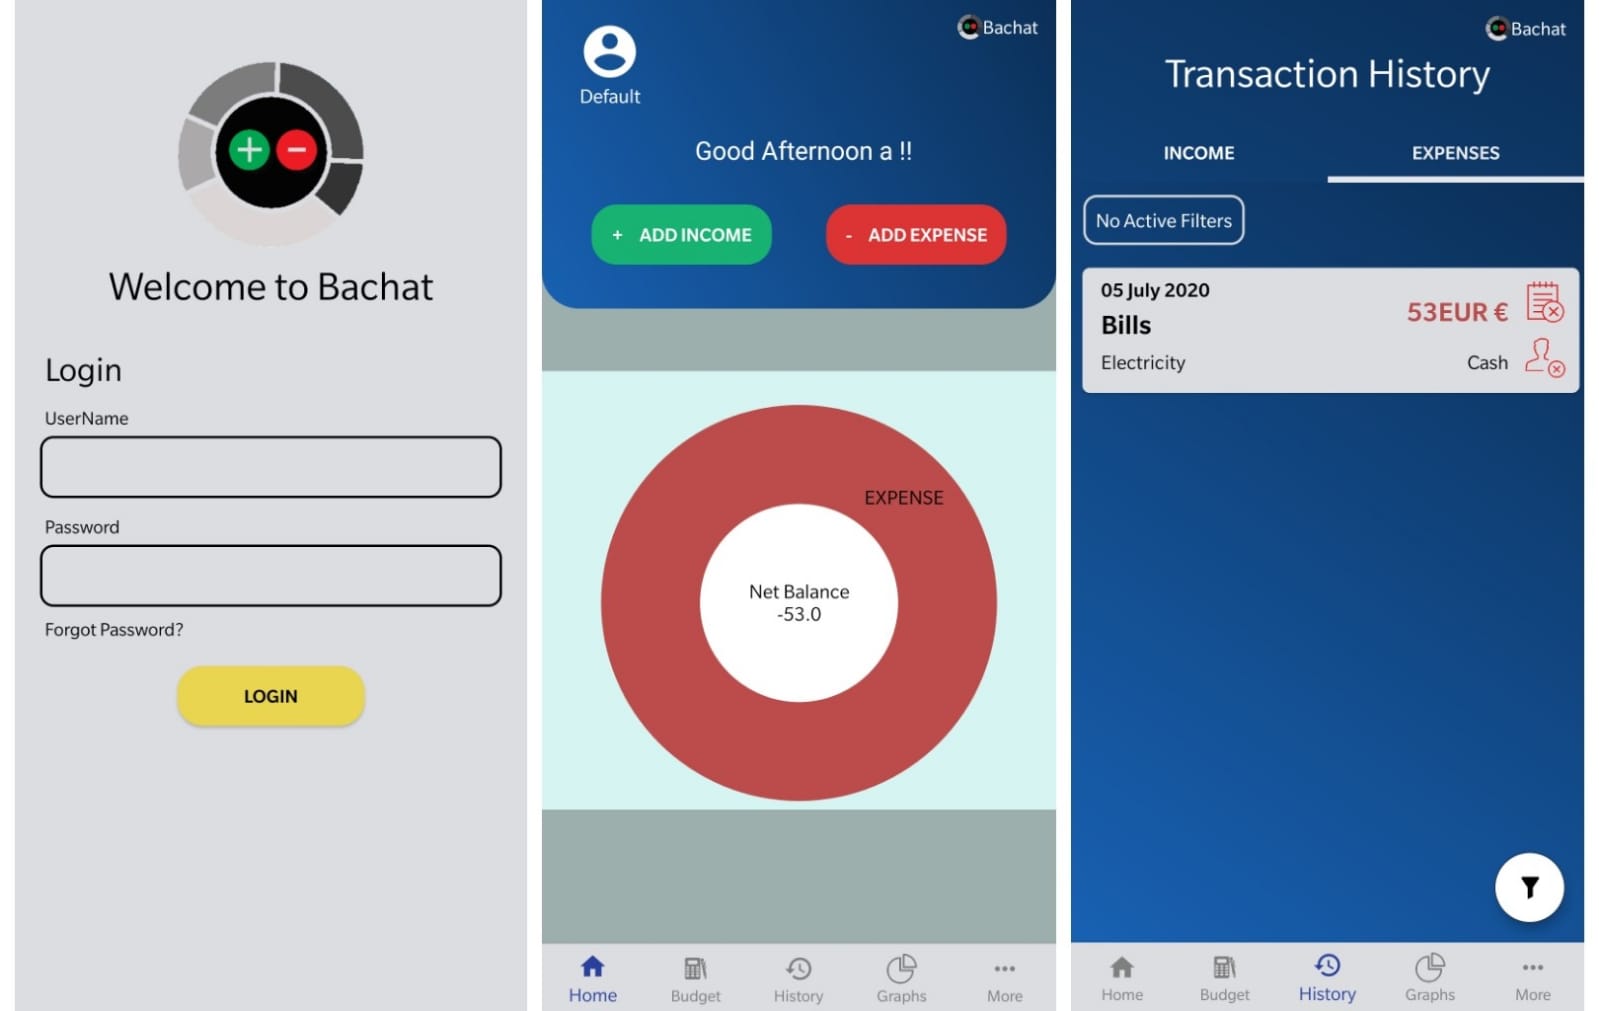 Welcome to Bachat
Login
UserName
Password
Forgot Password?
LOGIN
Bachat
Default
Good Afternoon a !!
+ ADD INCOME
- ADD EXPENSE
EXPENSE
Net Balance
-53.0
Home
Budget
History
Graphs
More
Bachat
Transaction History
INCOME
EXPENSES
No Active Filters
05 July 2020
Bills
53EUR €
Electricity
Cash
Home
Budget
History
Graphs
More